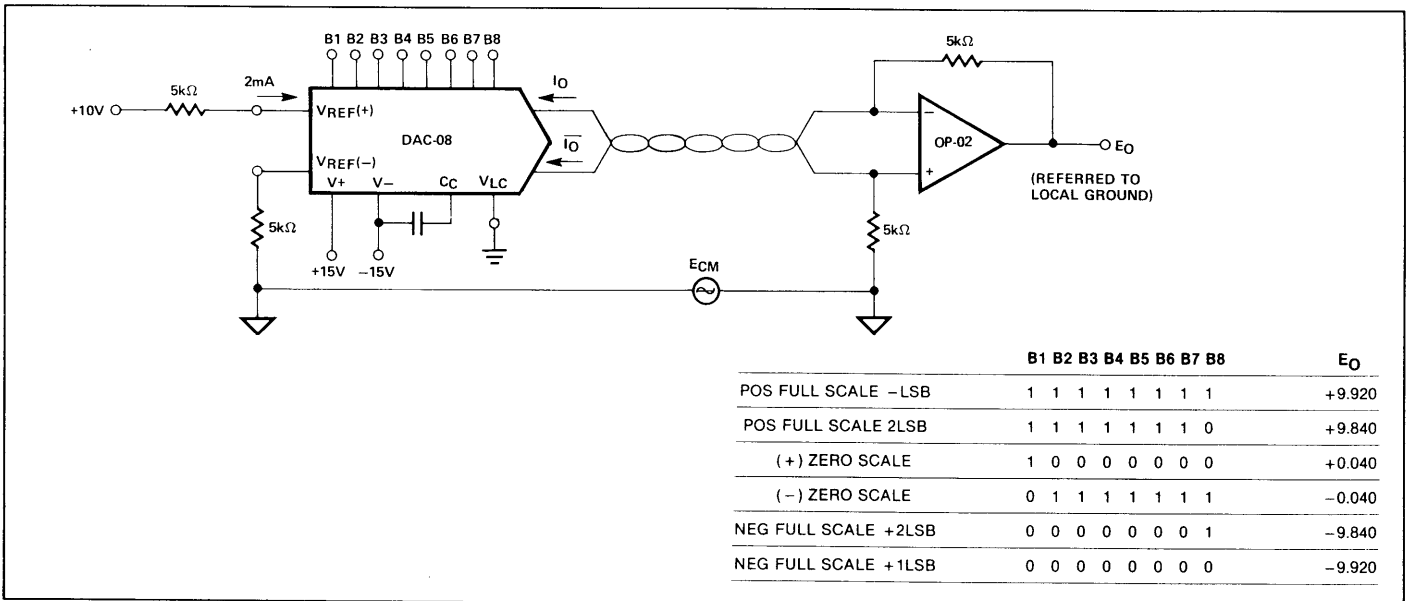 B1 B2 B3 B4 B5 B6 B7 B8
5kΩ
+10V
2mA
VREF(+)
DAC-08
VREF(-)
V+ V- CC VLC
IO
IO
5kΩ
+15V -15V
ECM
5kΩ
-
OP-02
+
EO
(REFERRED TO
LOCAL GROUND)
5kΩ
B1 B2 B3 B4 B5 B6 B7 B8 EO
POS FULL SCALE -LSB 1 1 1 1 1 1 1 1 +9.920
POS FULL SCALE 2LSB 1 1 1 1 1 1 1 0 +9.840
(+) ZERO SCALE 1 0 0 0 0 0 0 0 +0.040
(-) ZERO SCALE 0 1 1 1 1 1 1 1 -0.040
NEG FULL SCALE +2LSB 0 0 0 0 0 0 0 1 -9.840
NEG FULL SCALE +1LSB 0 0 0 0 0 0 0 0 -9.920